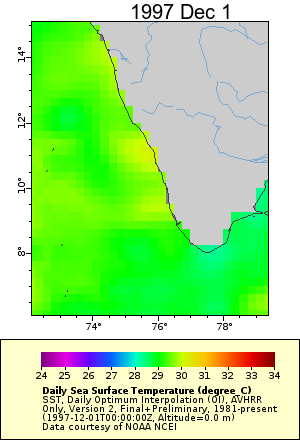 1997 Dec 1
14°
12°
10°
8°
74° 76° 78°
24 25 26 27 28 29 30 31 32 33 34
Daily Sea Surface Temperature (degree_C)
SST, Daily Optimum Interpolation (OI), AVHRR
Only, Version 2, Final+Preliminary, 1981-present
(1997-12-01T00:00:00Z, Altitude=0.0 m)
Data courtesy of NOAA NCEI